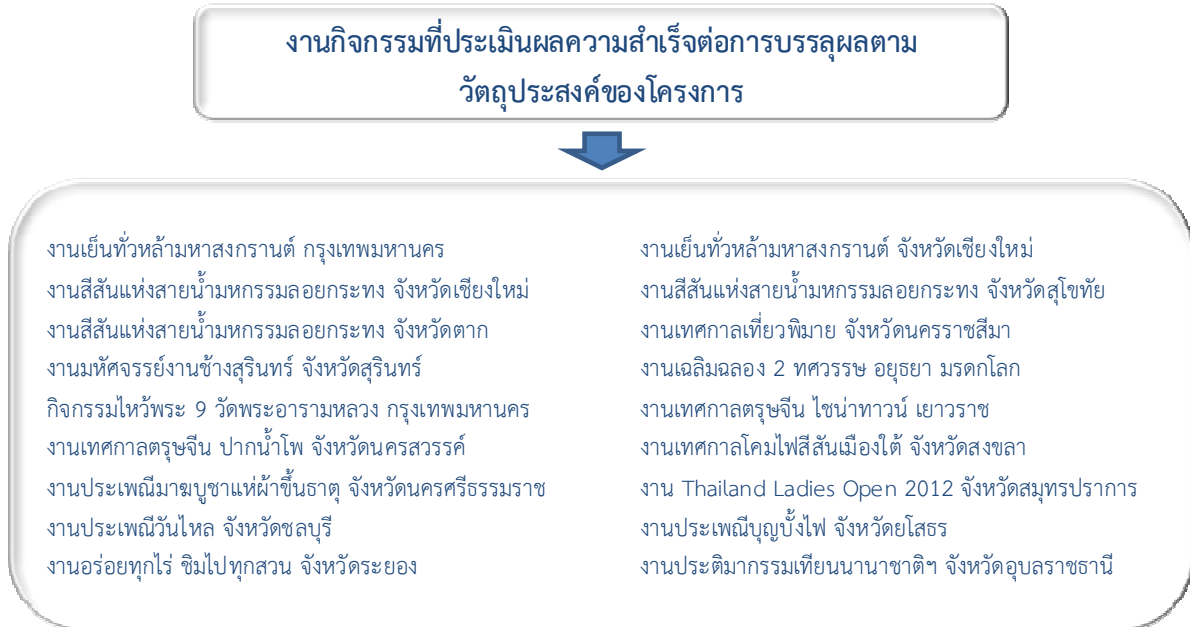 งานกิจกรรมที่ประเมินผลความสำเร็จต่อการบรรลุผลตาม
วัตถุประสงค์ของโครงการ
งานเย็นทั่วหล้ามหาสงกรานต์ กรุงเทพมหานคร
งานสีสันแห่งสายน้ำมหกรรมลอยกระทง จังหวัดเชียงใหม่
งานสีสันแห่งสายน้ำมหกรรมลอยกระทง จังหวัดตาก
งานมหัศจรรย์งานช้างสุรินทร์ จังหวัดสุรินทร์
กิจกรรมไหว้พระ 9 วัดพระอารามหลวง กรุงเทพมหานคร
งานเทศกาลตรุษจีน ปากน้ำโพ จังหวัดนครสวรรค์
งานประเพณีมาฆบูชาแห่ผ้าขึ้นธาตุ จังหวัดนครศรีธรรมราช
งานประเพณีวันไหล จังหวัดชลบุรี
งานอร่อยทุกไร่ ชิมไปทุกสวน จังหวัดระยอง
งานเย็นทั่วหล้ามหาสงกรานต์ จังหวัดเชียงใหม่
งานสีสันแห่งสายน้ำมหกรรมลอยกระทง จังหวัดสุโขทัย
งานเทศกาลเที่ยวพิมาย จังหวัดนครราชสีมา
งานเฉลิมฉลอง 2 ทศวรรษ อยุธยา มรดกโลก
งานเทศกาลตรุษจีน ไชน่าทาวน์ เยาวราช
งานเทศกาลโคมไฟสีสันเมืองใต้ จังหวัดสงขลา
งาน Thailand Ladies Open 2012 จังหวัดสมุทรปราการ
งานประเพณีบุญบั้งไฟ จังหวัดยโสธร
งานประติมากรรมเทียนนานาชาติฯ จังหวัดอุบลราชธานี